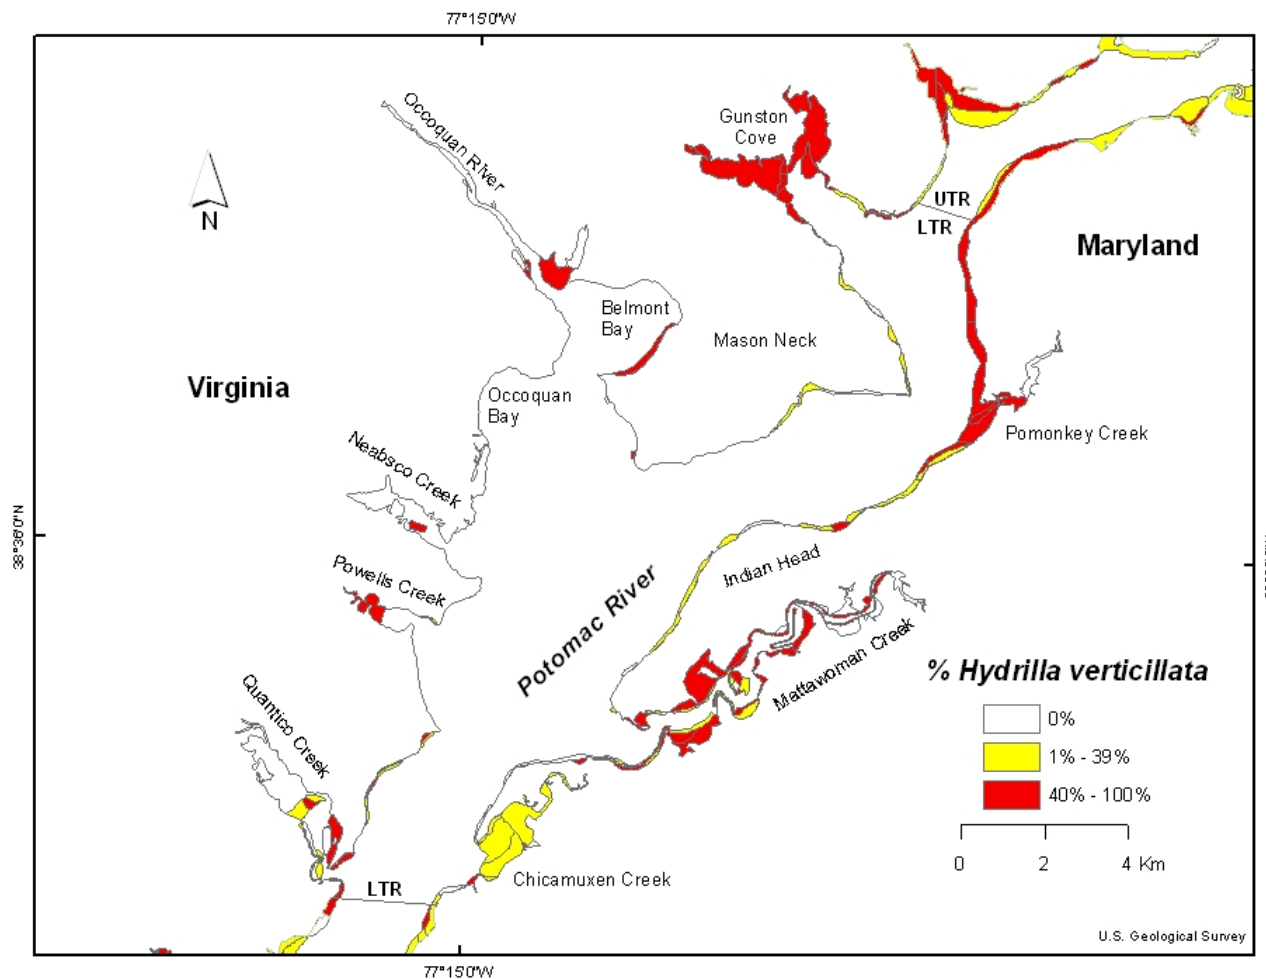 77°15'0"W
Occoquan River
Gunston
Cove
N
UTR
LTR
Maryland
Belmont
Bay
Mason Neck
Virginia
Occoquan
Bay
Pomonkey Creek
Neabsco Creek
38°36'0"N
Indian Head
Powells Creek
Potomac River
Mattawoman Creek
% Hydrilla verticillata
Quantico Creek
0%
1% - 39%
40% - 100%
0 2 4 Km
LTR
Chicamuxen Creek
U.S. Geological Survey
77°15'0"W